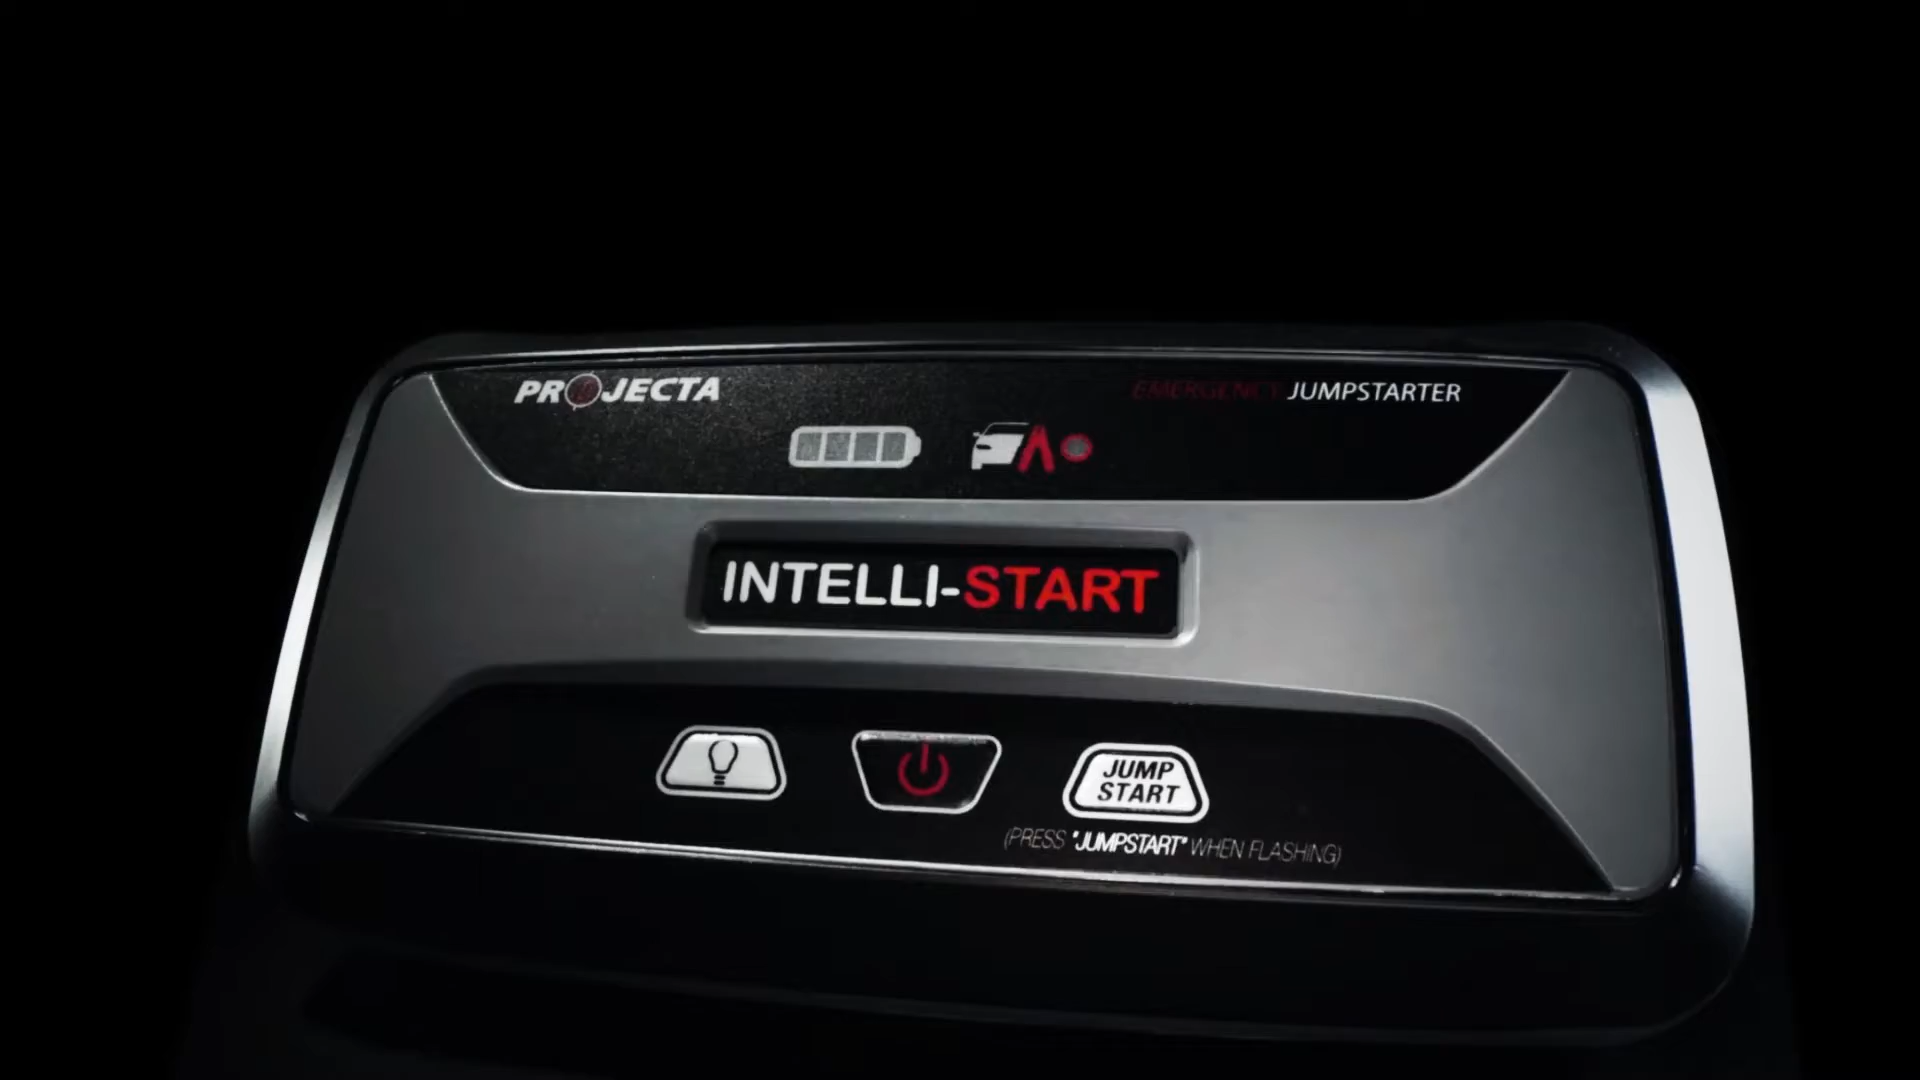 PROJECTA
EMERGENCY JUMPSTARTER
INTELLI-START
JUMP
START
(PRESS "JUMPSTART" WHEN FLASHING)